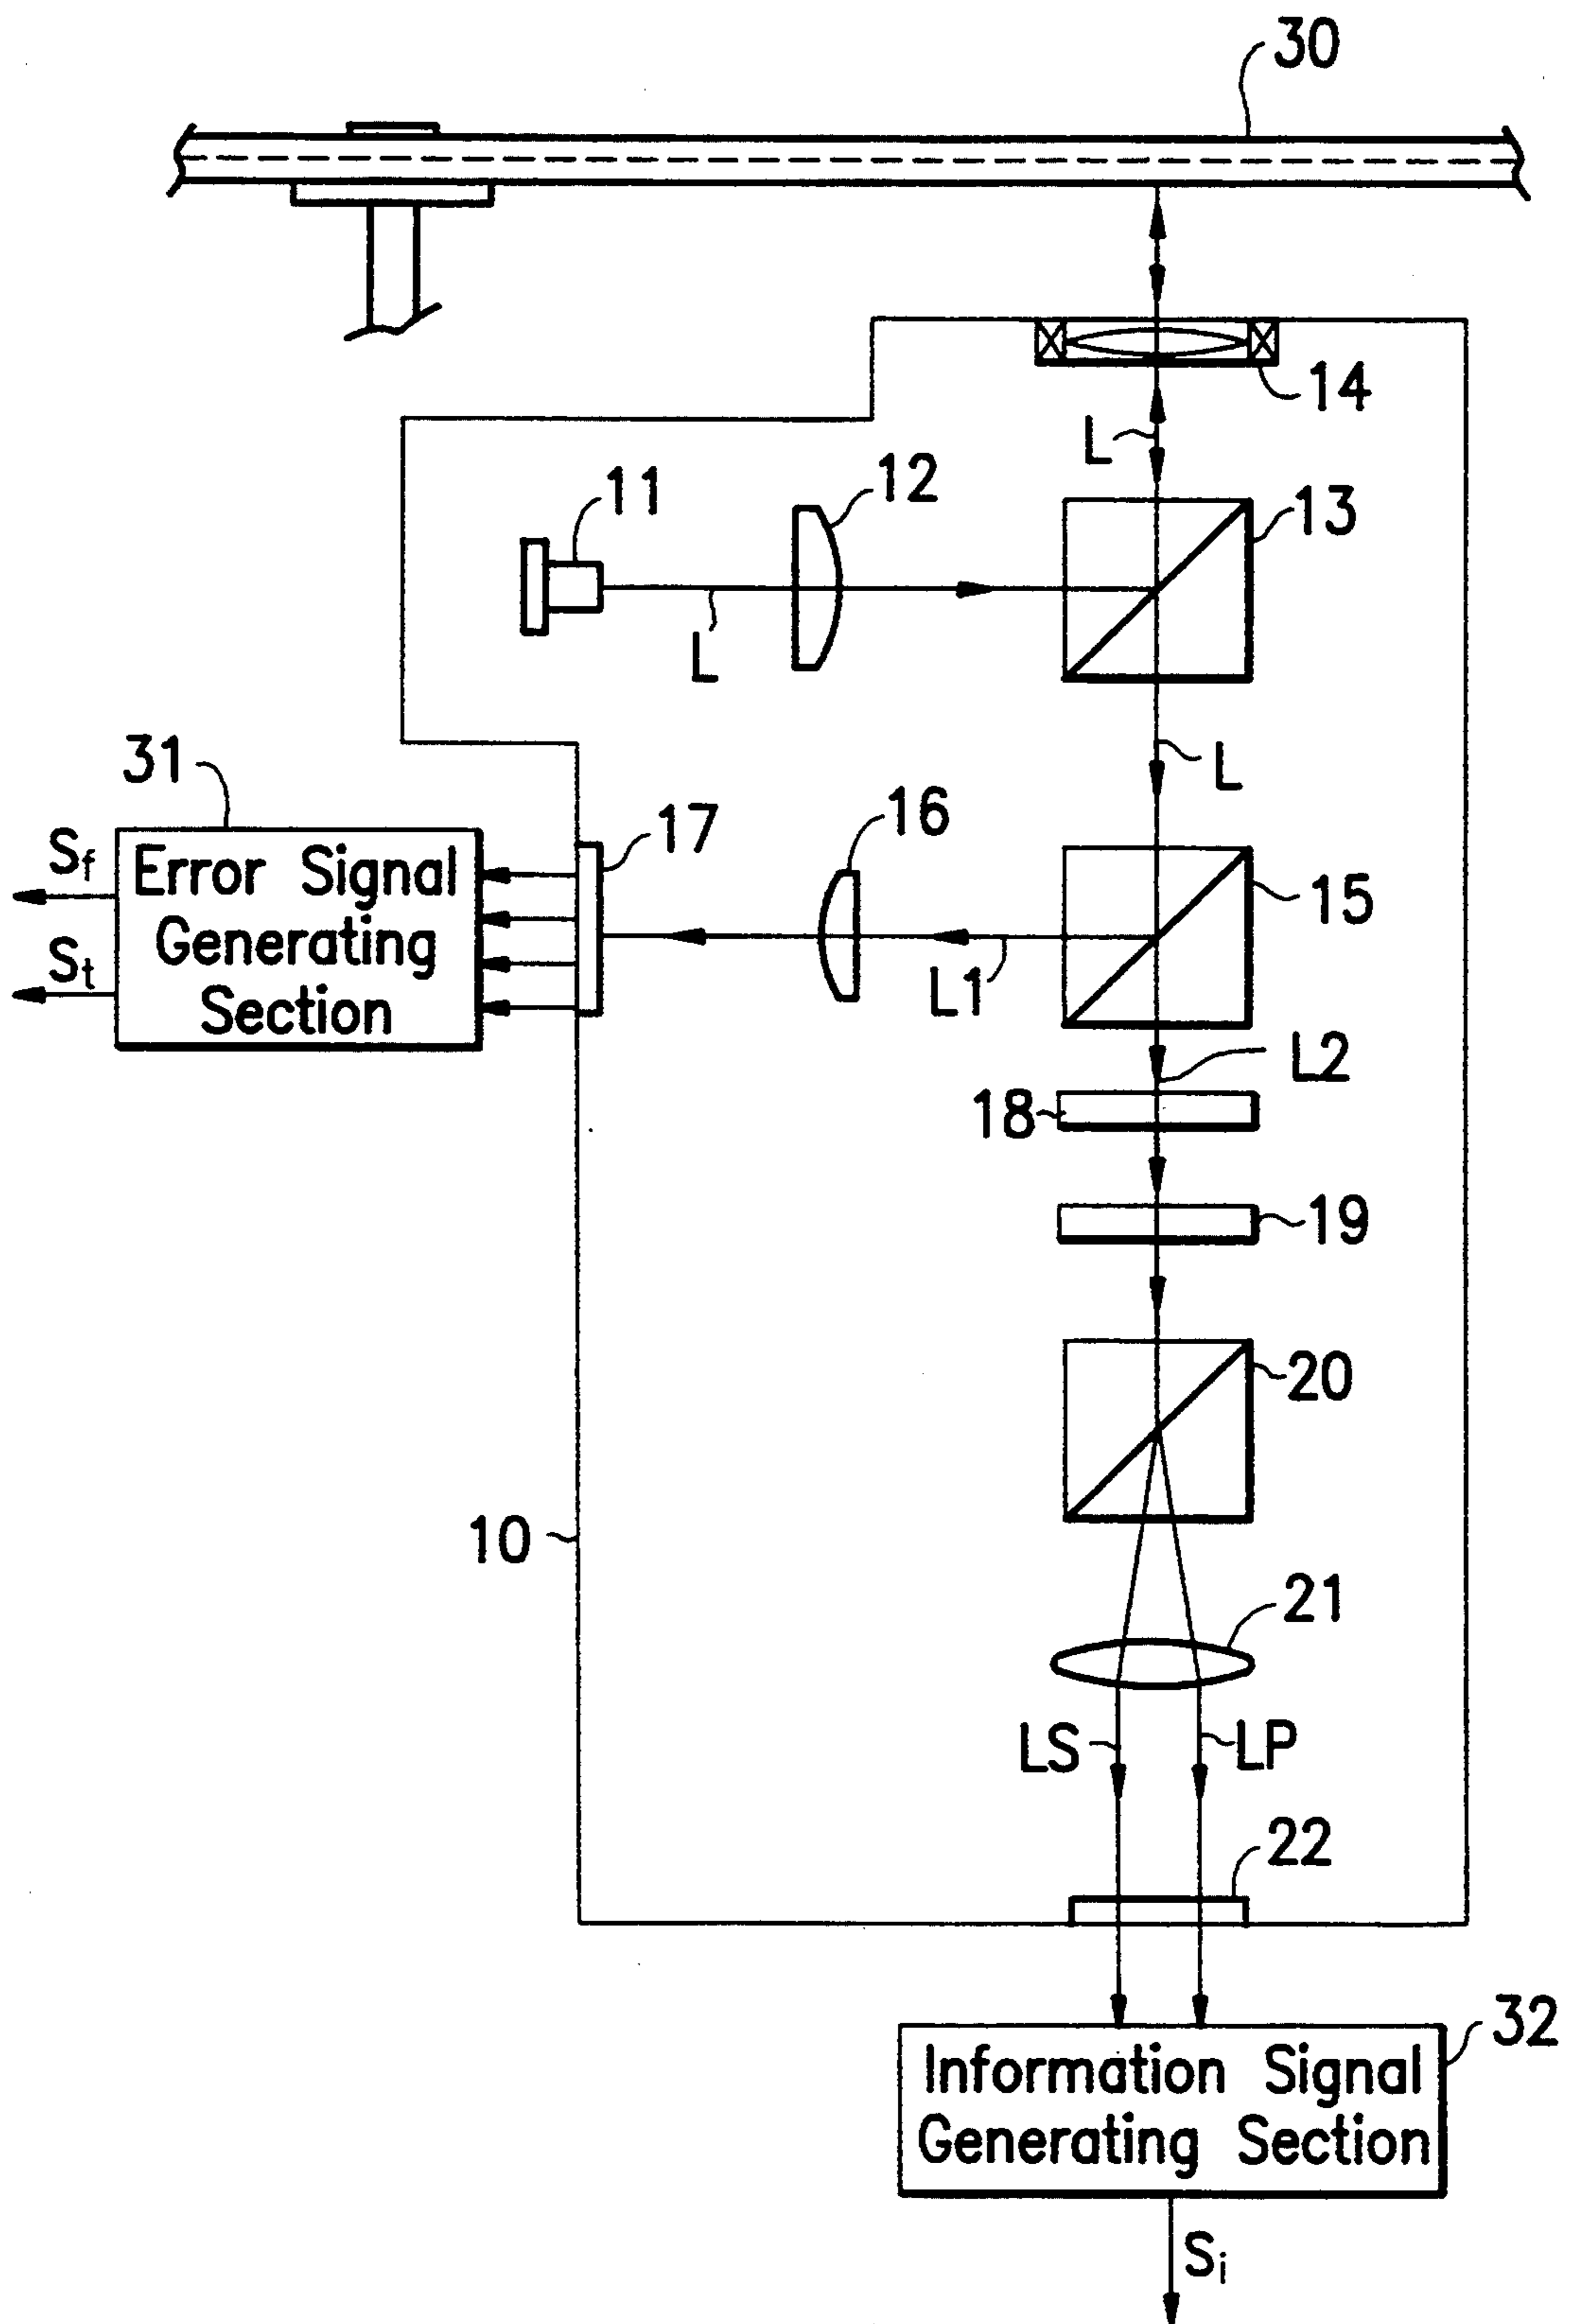 30
14
L
11
12
13
L
L
31
17
16
Sf
Error Signal
Generating
Section
St
15
L1
L2
18
19
20
10
21
LS
LP
22
32
Information Signal
Generating Section
Si